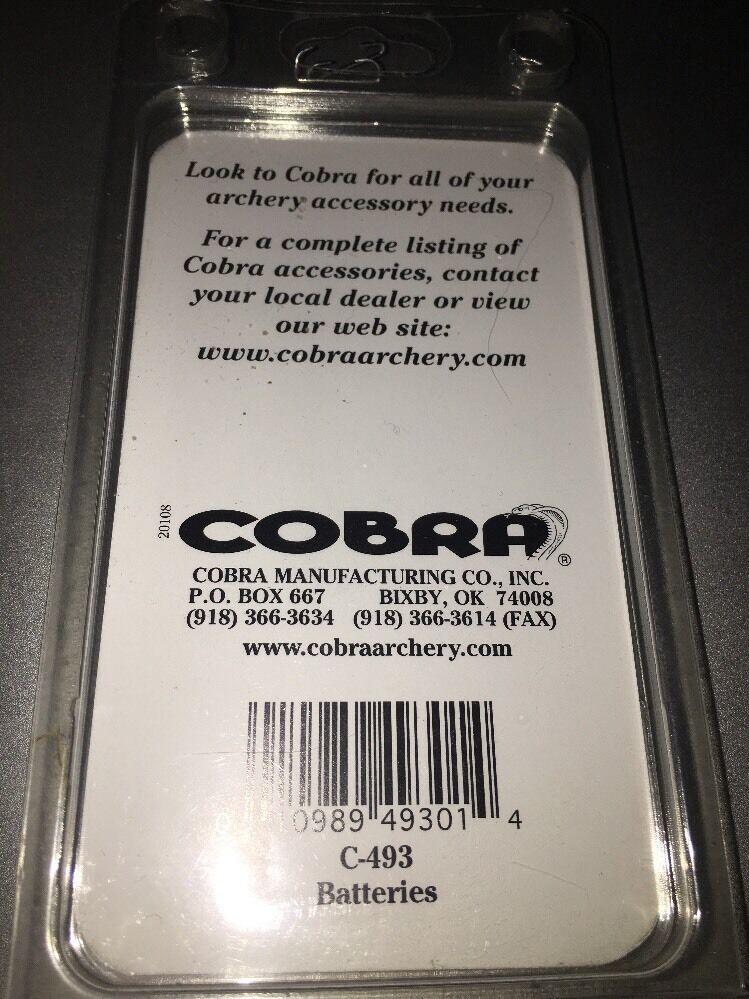 Look to Cobra for all of your
archery accessory needs.
For a complete listing of
Cobra accessories, contact
your local dealer or view
our web site:
www.cobraarchery.com
20108
COBRA®
COBRA MANUFACTURING CO., INC.
P.O. BOX 667 BIXBY, OK 74008
(918) 366-3634 (918) 366-3614 (FAX)
www.cobraarchery.com
0989 49301 4
C-493
Batteries